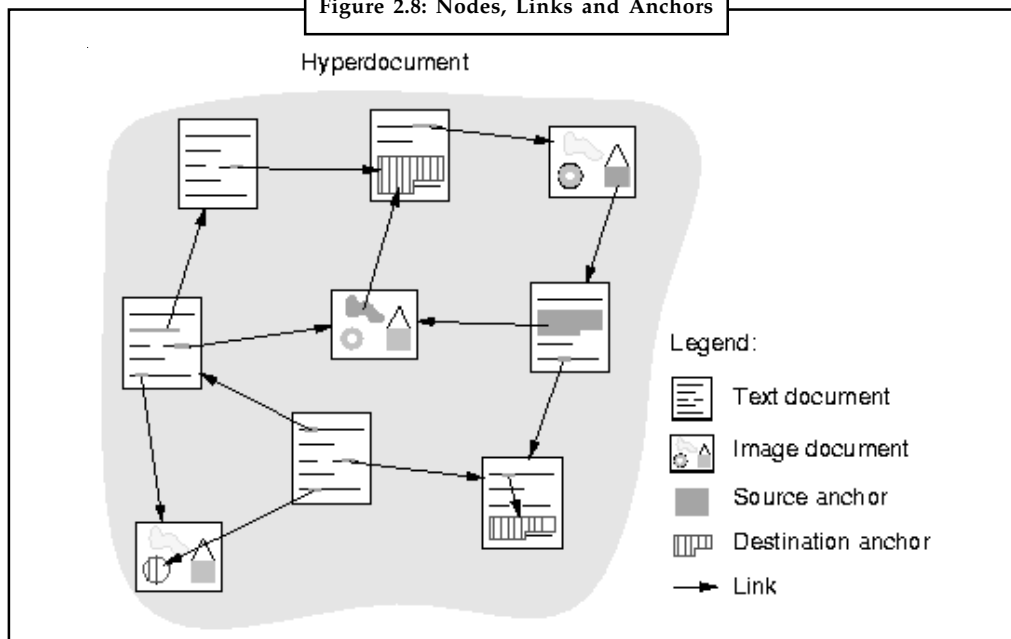 Figure 2.8: Nodes, Links and Anchors
Hyperdocument
Legend:
Text document
Image document
Source anchor
Destination anchor
Link